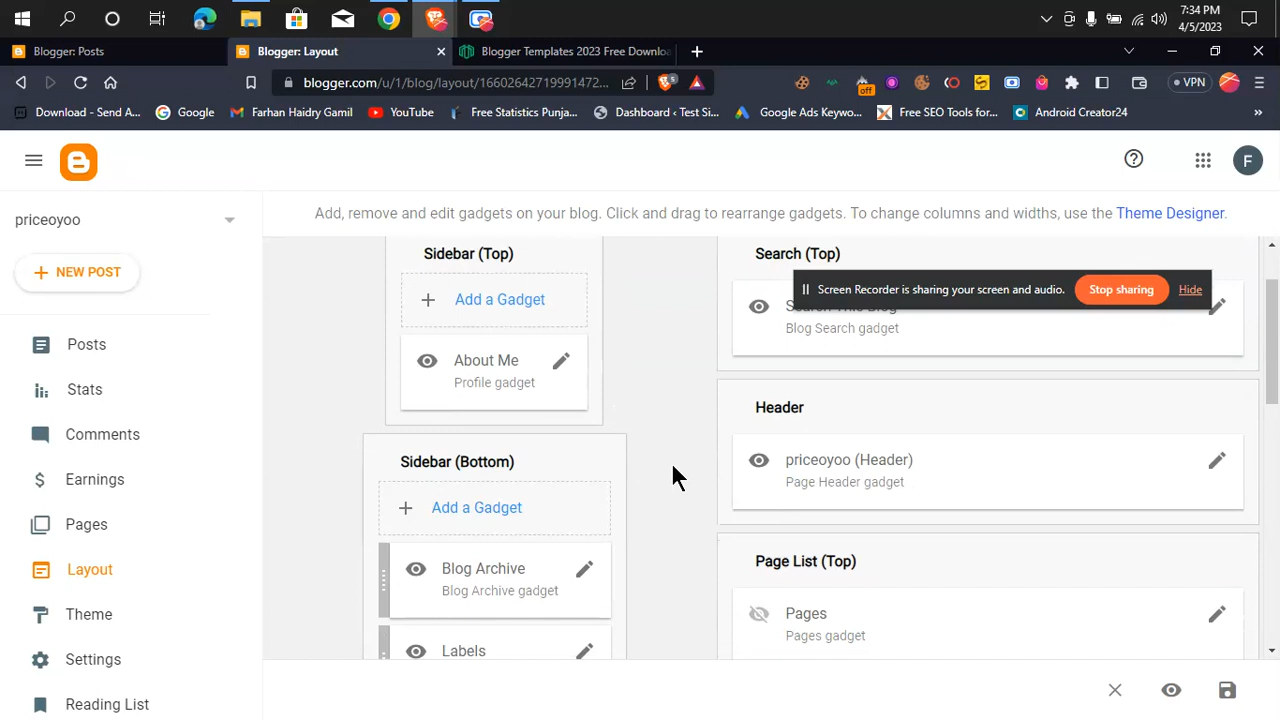 7:34 PM
4/5/2023
Blogger: Posts
Blogger: Layout
Blogger Templates 2023 Free Downloa
blogger.com/u/1/blog/layout/16602642719991472...
5
off
VPN
Download - Send A...
Google
Farhan Haidry Gamil
YouTube
Free Statistics Punja...
Dashboard ‹ Test Si...
Google Ads Keywo...
Free SEO Tools for...
Android Creator24
F
priceoyoo
Add, remove and edit gadgets on your blog. Click and drag to rearrange gadgets. To change columns and widths, use the Theme Designer.
NEW POST
Posts
Stats
Comments
Earnings
Pages
Layout
Theme
Settings
Reading List
Sidebar (Top)
Add a Gadget
About Me
Profile gadget
Sidebar (Bottom)
Add a Gadget
Blog Archive
Blog Archive gadget
Labels
Search (Top)
Screen Recorder is sharing your screen and audio.
Stop sharing
Hide
Search This Blog
Blog Search gadget
Header
priceoyoo (Header)
Page Header gadget
Page List (Top)
Pages
Pages gadget